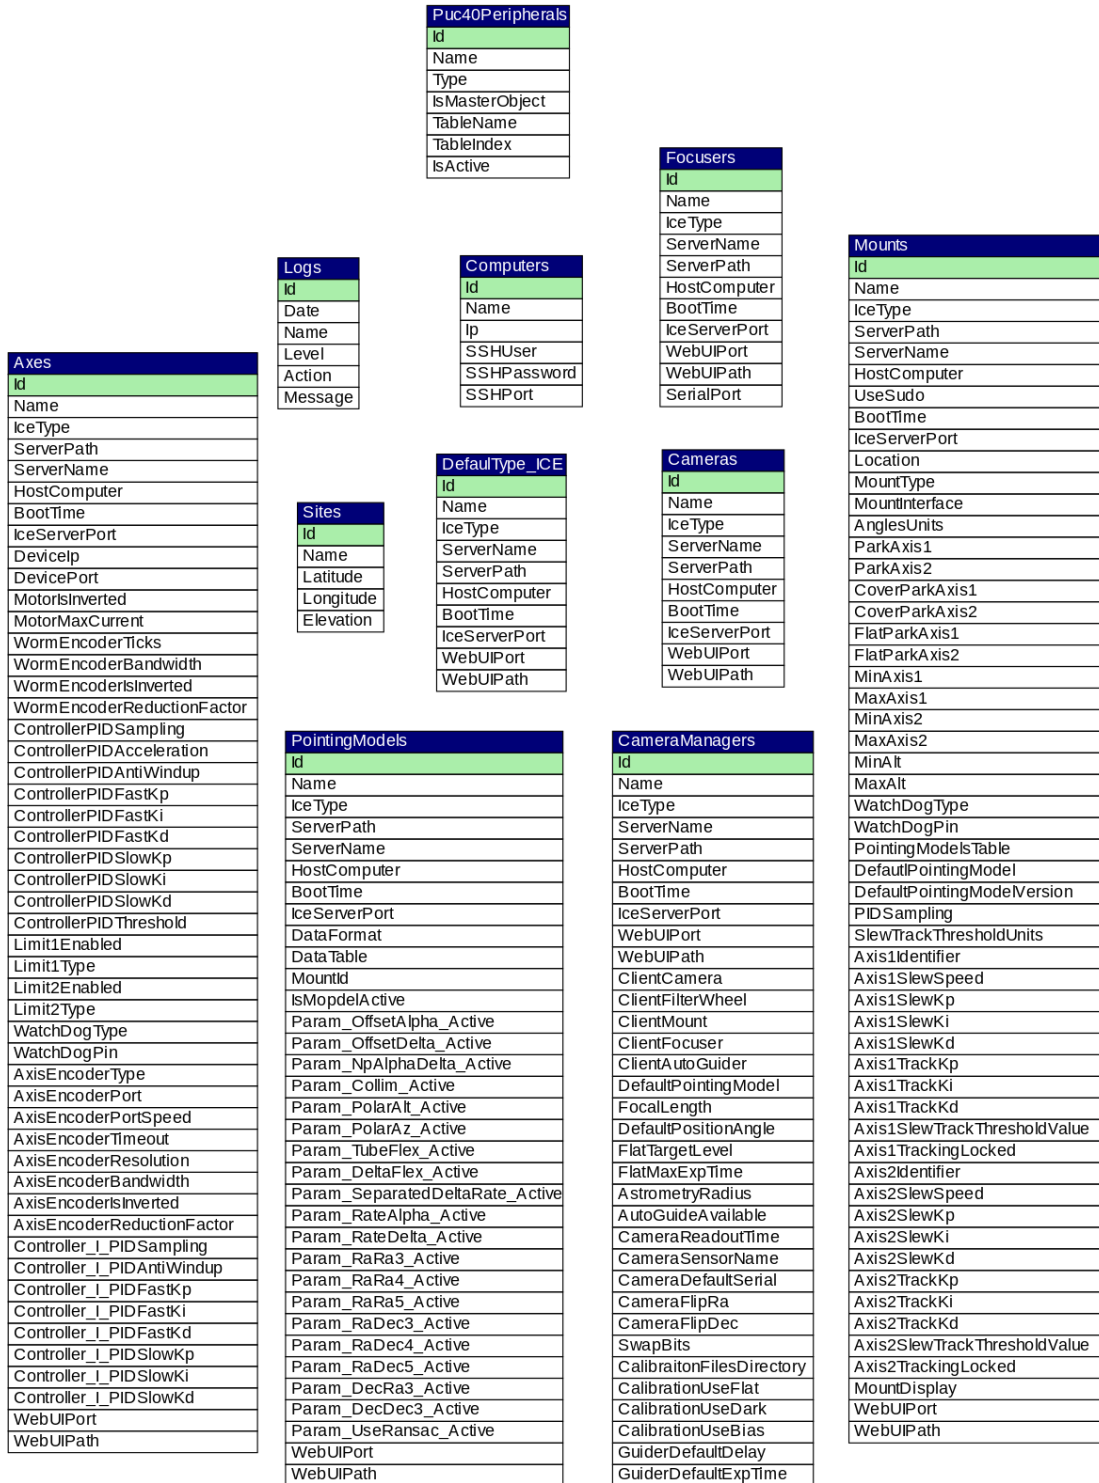 Puc40Peripherals
Id
Name
Type
IsMasterObject
TableName
TableIndex
IsActive
Focusers
Id
Name
IceType
ServerName
ServerPath
HostComputer
BootTime
IceServerPort
WebUIPort
WebUIPath
SerialPort
Mounts
Id
Name
IceType
ServerPath
ServerName
HostComputer
UseSudo
BootTime
IceServerPort
Location
MountType
MountInterface
AnglesUnits
ParkAxis1
ParkAxis2
CoverParkAxis1
CoverParkAxis2
FlatParkAxis1
FlatParkAxis2
MinAxis1
MaxAxis1
MinAxis2
MaxAxis2
MinAlt
MaxAlt
WatchDogType
WatchDogPin
PointingModelsTable
DefautlPointingModel
DefaultPointingModelVersion
PIDSampling
SlewTrackThresholdUnits
Axis1Identifier
Axis1SlewSpeed
Axis1SlewKp
Axis1SlewKi
Axis1SlewKd
Axis1TrackKp
Axis1TrackKi
Axis1TrackKd
Axis1SlewTrackThresholdValue
Axis1TrackingLocked
Axis2Identifier
Axis2SlewSpeed
Axis2SlewKp
Axis2SlewKi
Axis2SlewKd
Axis2TrackKp
Axis2TrackKi
Axis2TrackKd
Axis2SlewTrackThresholdValue
Axis2TrackingLocked
MountDisplay
WebUIPort
WebUIPath
Logs
Id
Date
Name
Level
Action
Message
Computers
Id
Name
Ip
SSHUser
SSHPassword
SSHPort
Axes
Id
Name
IceType
ServerPath
ServerName
HostComputer
BootTime
IceServerPort
DeviceIp
DevicePort
MotorIsInverted
MotorMaxCurrent
WormEncoderTicks
WormEncoderBandwidth
WormEncoderIsInverted
WormEncoderReductionFactor
ControllerPIDSampling
ControllerPIDAcceleration
ControllerPIDAntiWindup
ControllerPIDFastKp
ControllerPIDFastKi
ControllerPIDFastKd
ControllerPIDSlowKp
ControllerPIDSlowKi
ControllerPIDSlowKd
ControllerPIDThreshold
Limit1Enabled
Limit1Type
Limit2Enabled
Limit2Type
WatchDogType
WatchDogPin
AxisEncoderType
AxisEncoderPort
AxisEncoderPortSpeed
AxisEncoderTimeout
AxisEncoderResolution
AxisEncoderBandwidth
AxisEncoderIsInverted
AxisEncoderReductionFactor
Controller_I_PIDSampling
Controller_I_PIDAntiWindup
Controller_I_PIDFastKp
Controller_I_PIDFastKi
Controller_I_PIDFastKd
Controller_I_PIDSlowKp
Controller_I_PIDSlowKi
Controller_I_PIDSlowKd
WebUIPort
WebUIPath
Sites
Id
Name
Latitude
Longitude
Elevation
DefaulType_ICE
Id
Name
IceType
ServerName
ServerPath
HostComputer
BootTime
IceServerPort
WebUIPort
WebUIPath
Cameras
Id
Name
IceType
ServerName
ServerPath
HostComputer
BootTime
IceServerPort
WebUIPort
WebUIPath
PointingModels
Id
Name
IceType
ServerPath
ServerName
HostComputer
BootTime
IceServerPort
DataFormat
DataTable
MountId
IsMopdelActive
Param_OffsetAlpha_Active
Param_OffsetDelta_Active
Param_NpAlphaDelta_Active
Param_Collim_Active
Param_PolarAlt_Active
Param_PolarAz_Active
Param_TubeFlex_Active
Param_DeltaFlex_Active
Param_SeparatedDeltaRate_Active
Param_RateAlpha_Active
Param_RateDelta_Active
Param_RaRa3_Active
Param_RaRa4_Active
Param_RaRa5_Active
Param_RaDec3_Active
Param_RaDec4_Active
Param_RaDec5_Active
Param_DecRa3_Active
Param_DecDec3_Active
Param_UseRansac_Active
WebUIPort
WebUIPath
CameraManagers
Id
Name
IceType
ServerName
ServerPath
HostComputer
BootTime
IceServerPort
WebUIPort
WebUIPath
ClientCamera
ClientFilterWheel
ClientMount
ClientFocuser
ClientAutoGuider
DefaultPointingModel
FocalLength
DefaultPositionAngle
FlatTargetLevel
FlatMaxExpTime
AstrometryRadius
AutoGuideAvailable
CameraReadoutTime
CameraSensorName
CameraDefaultSerial
CameraFlipRa
CameraFlipDec
SwapBits
CalibraitonFilesDirectory
CalibrationUseFlat
CalibrationUseDark
CalibrationUseBias
GuiderDefaultDelay
GuiderDefaultExpTime